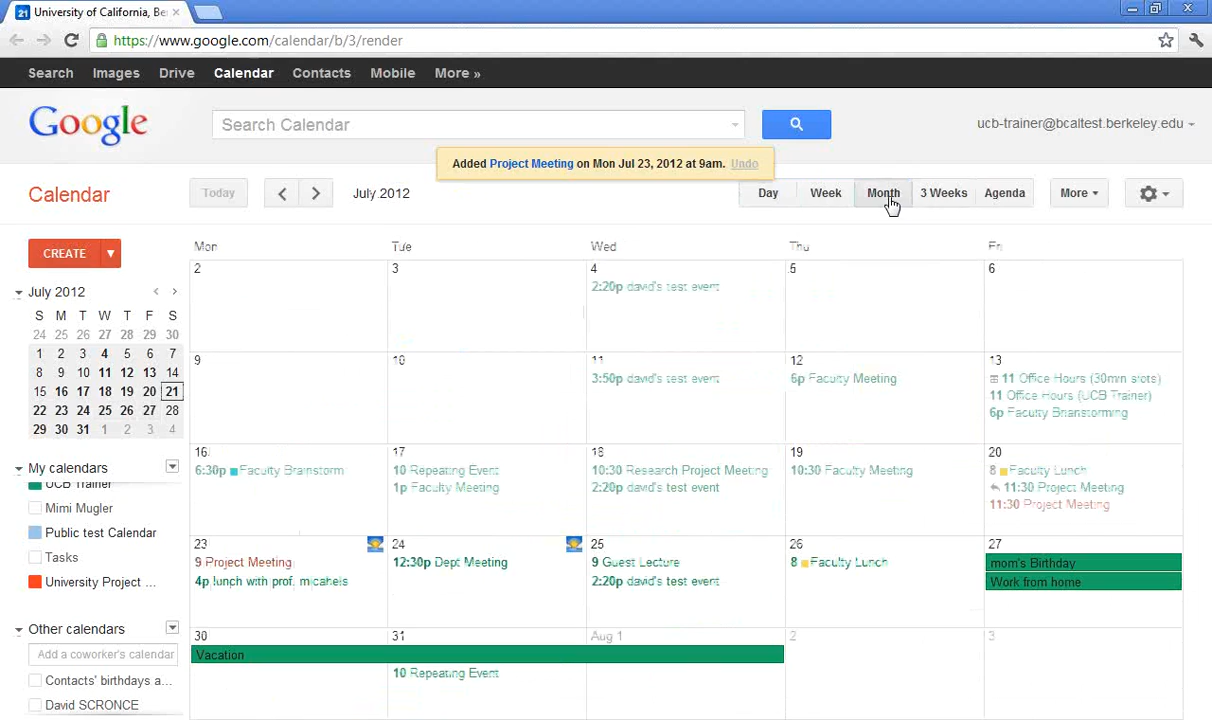 University of California, Be
https://www.google.com/calendar/b/3/render
Search Images Drive Calendar Contacts Mobile More »
Google
Search Calendar
ucb-trainer@bcaltest.berkeley.edu
Added Project Meeting on Mon Jul 23, 2012 at 9am. Undo
Calendar
Today
July 2012
Day Week Month 3 Weeks Agenda More
CREATE
July 2012
S M T W T F S
24 25 26 27 28 29 30
1 2 3 4 5 6 7
8 9 10 11 12 13 14
15 16 17 18 19 20 21
22 23 24 25 26 27 28
29 30 31 1 2 3 4
My calendars
UCB Trainer
Mimi Mugler
Public test Calendar
Tasks
University Project ...
Other calendars
Add a coworker's calendar
Contacts' birthdays a...
David SCRONCE
Mon Tue Wed Thu Fri
2 3 4 5 6
2:20p david's test event
9 10 11 12 13
3:50p david's test event
6p Faculty Meeting
11 Office Hours (30min slots)
11 Office Hours (UCB Trainer)
6p Faculty Brianstorming
16 17 18 19 20
6:30p Faculty Brainstorm
10 Repeating Event
1p Faculty Meeting
10:30 Research Project Meeting
2:20p david's test event
10:30 Faculty Meeting
8 Faculty Lunch
11:30 Project Meeting
11:30 Project Meeting
23 24 25 26 27
9 Project Meeting
4p lunch with prof. micahels
12:30p Dept Meeting
9 Guest Lecture
2:20p david's test event
8 Faculty Lunch
mom's Birthday
Work from home
30 31 Aug 1 2 3
Vacation
10 Repeating Event